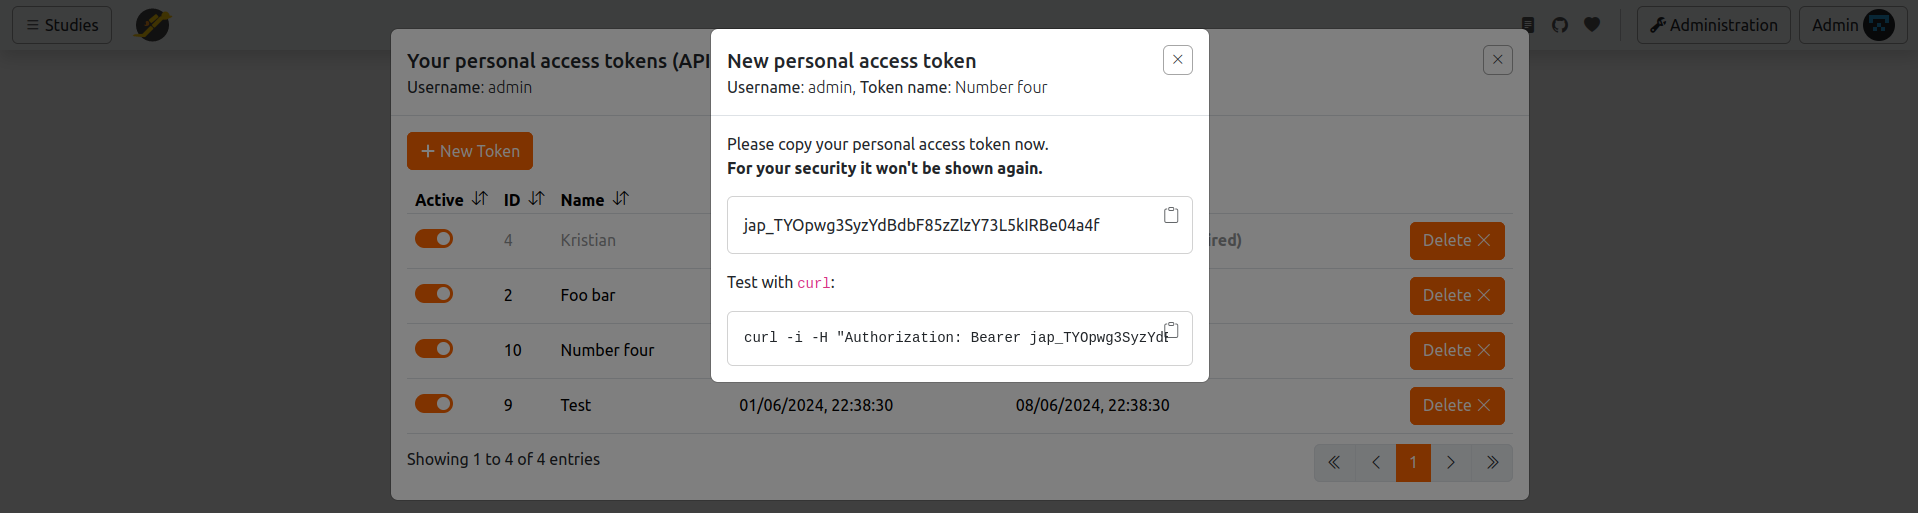 Studies
Administration
Admin
Your personal access tokens (API
Username: admin
New Token
Active ID Name
4 Kristian ired) Delete
2 Foo bar Delete
10 Number four Delete
9 Test 01/06/2024, 22:38:30 08/06/2024, 22:38:30 Delete
Showing 1 to 4 of 4 entries
1
New personal access token
Username: admin, Token name: Number four
Please copy your personal access token now.
For your security it won't be shown again.
jap_TYOpwg3SyzYdBdbF85zZlzY73L5kIRBe04a4f
Test with curl:
curl -i -H "Authorization: Bearer jap_TYOpwg3SyzYdB